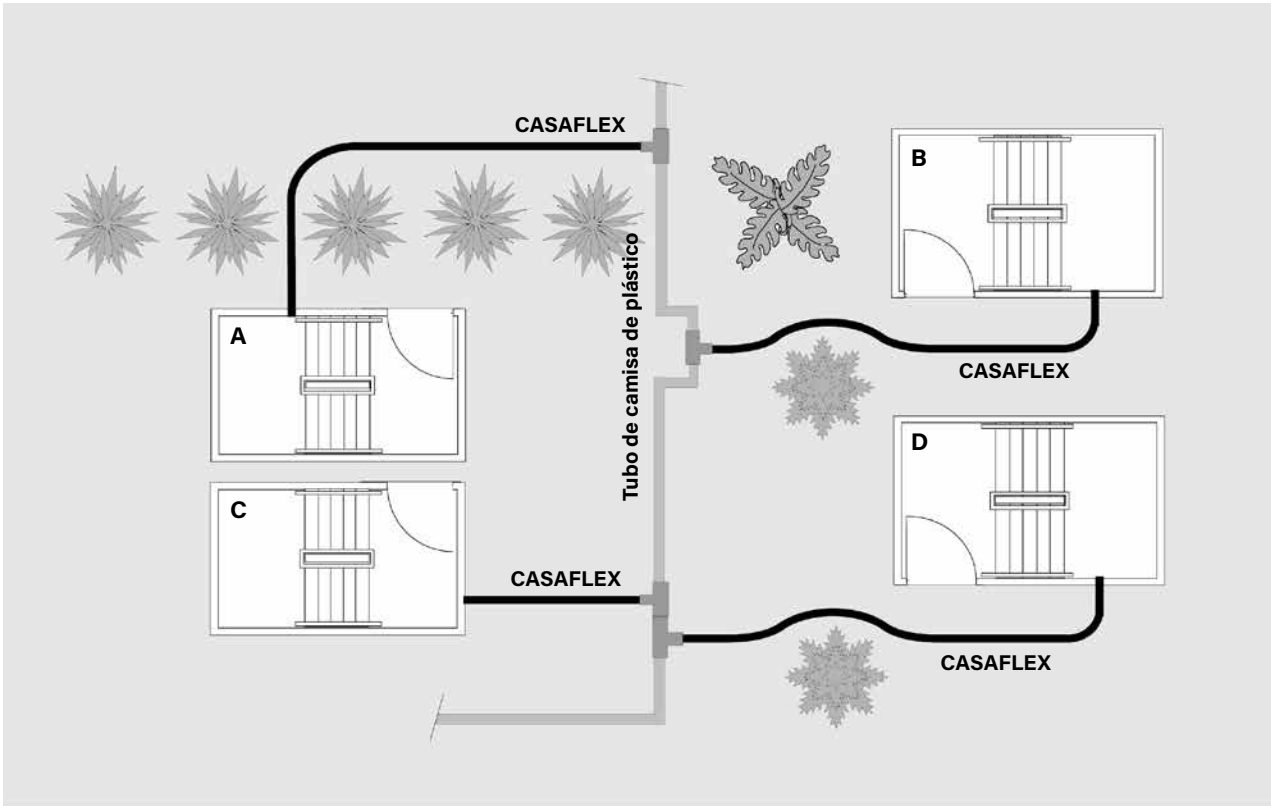 CASAFLEX
B
Tubo de camisa de plástico
A
CASAFLEX
D
C
CASAFLEX
CASAFLEX